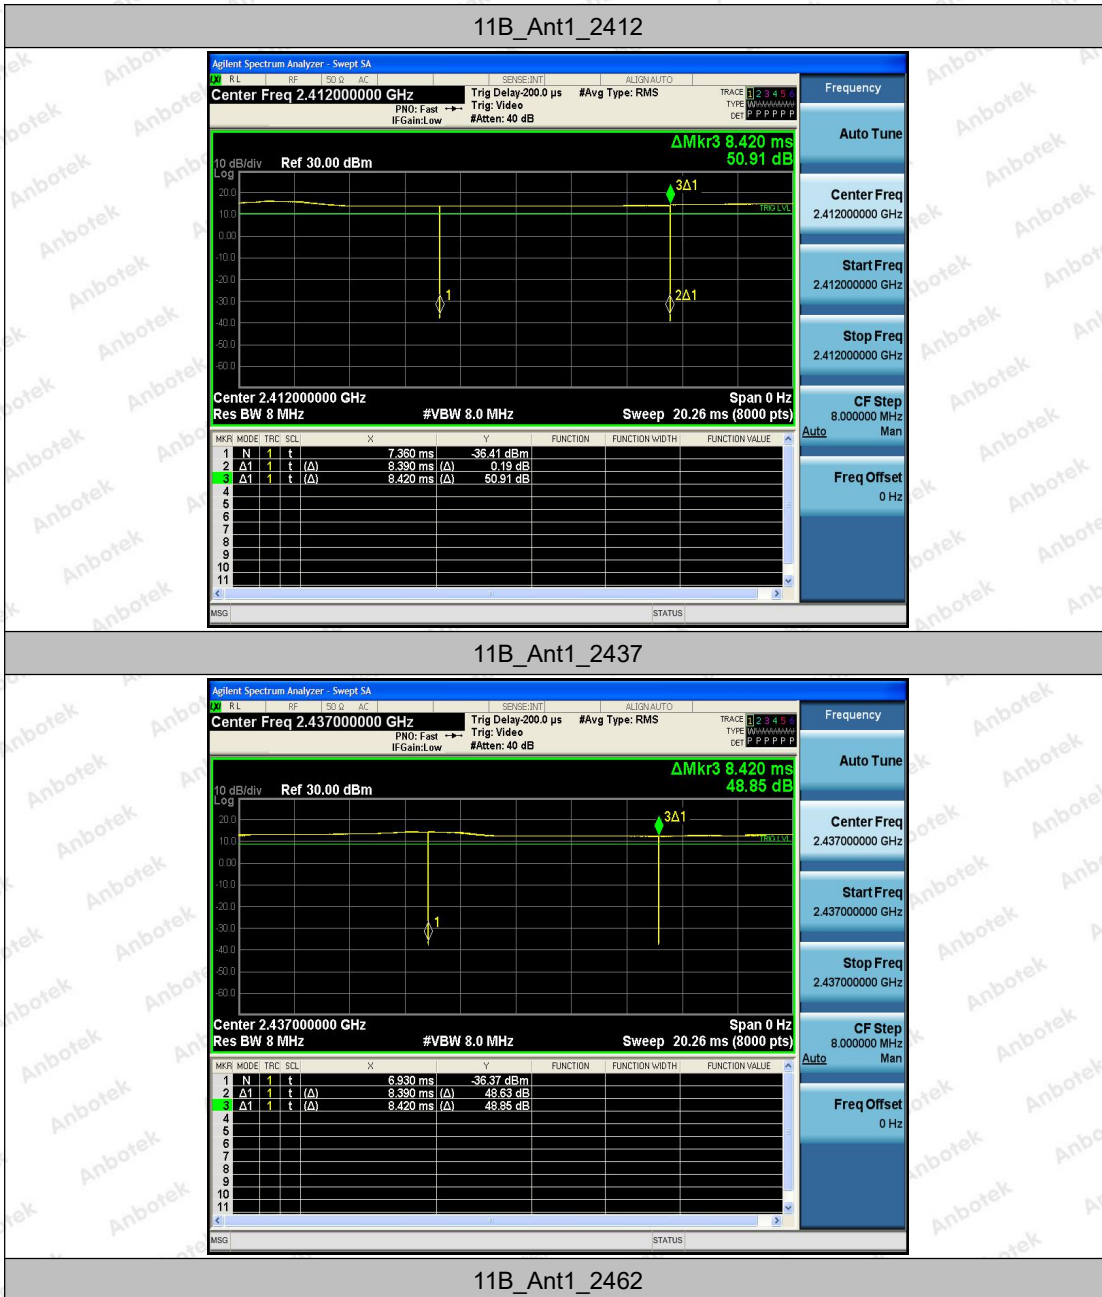 11B_Ant1_2412
Agilent Spectrum Analyzer - Swept SA
LXI RL RF 50 Ω AC SENSE:INT ALIGNAUTO
Center Freq 2.412000000 GHz
PNO: Fast
IFGain:Low
Trig Delay-200.0 µs
Trig: Video
#Atten: 40 dB
#Avg Type: RMS
TRACE 1 2 3 4 5 6
TYPE
DET P P P P P P
ΔMkr3 8.420 ms
50.91 dB
10 dB/div Ref 30.00 dBm
Log
20.0
10.0
0.00
-10.0
-20.0
-30.0
-40.0
-50.0
-60.0
3Δ1
TRIG LVL
1
2Δ1
Center 2.412000000 GHz Span 0 Hz
Res BW 8 MHz #VBW 8.0 MHz Sweep 20.26 ms (8000 pts)
MKR MODE TRC SCL X Y FUNCTION FUNCTION WIDTH FUNCTION VALUE
1 N 1 t 7.360 ms -36.41 dBm
2 Δ1 1 t (Δ) 8.390 ms (Δ) 0.19 dB
3 Δ1 1 t (Δ) 8.420 ms (Δ) 50.91 dB
4
5
6
7
8
9
10
11
MSG STATUS
Frequency
Auto Tune
Center Freq
2.412000000 GHz
Start Freq
2.412000000 GHz
Stop Freq
2.412000000 GHz
CF Step
8.000000 MHz
Auto Man
Freq Offset
0 Hz
11B_Ant1_2437
Agilent Spectrum Analyzer - Swept SA
LXI RL RF 50 Ω AC SENSE:INT ALIGNAUTO
Center Freq 2.437000000 GHz
PNO: Fast
IFGain:Low
Trig Delay-200.0 µs
Trig: Video
#Atten: 40 dB
#Avg Type: RMS
TRACE 1 2 3 4 5 6
TYPE
DET P P P P P P
ΔMkr3 8.420 ms
48.85 dB
10 dB/div Ref 30.00 dBm
Log
20.0
10.0
0.00
-10.0
-20.0
-30.0
-40.0
-50.0
-60.0
3Δ1
TRIG LVL
1
Center 2.437000000 GHz Span 0 Hz
Res BW 8 MHz #VBW 8.0 MHz Sweep 20.26 ms (8000 pts)
MKR MODE TRC SCL X Y FUNCTION FUNCTION WIDTH FUNCTION VALUE
1 N 1 t 6.930 ms -36.37 dBm
2 Δ1 1 t (Δ) 8.390 ms (Δ) 48.63 dB
3 Δ1 1 t (Δ) 8.420 ms (Δ) 48.85 dB
4
5
6
7
8
9
10
11
MSG STATUS
Frequency
Auto Tune
Center Freq
2.437000000 GHz
Start Freq
2.437000000 GHz
Stop Freq
2.437000000 GHz
CF Step
8.000000 MHz
Auto Man
Freq Offset
0 Hz
11B_Ant1_2462